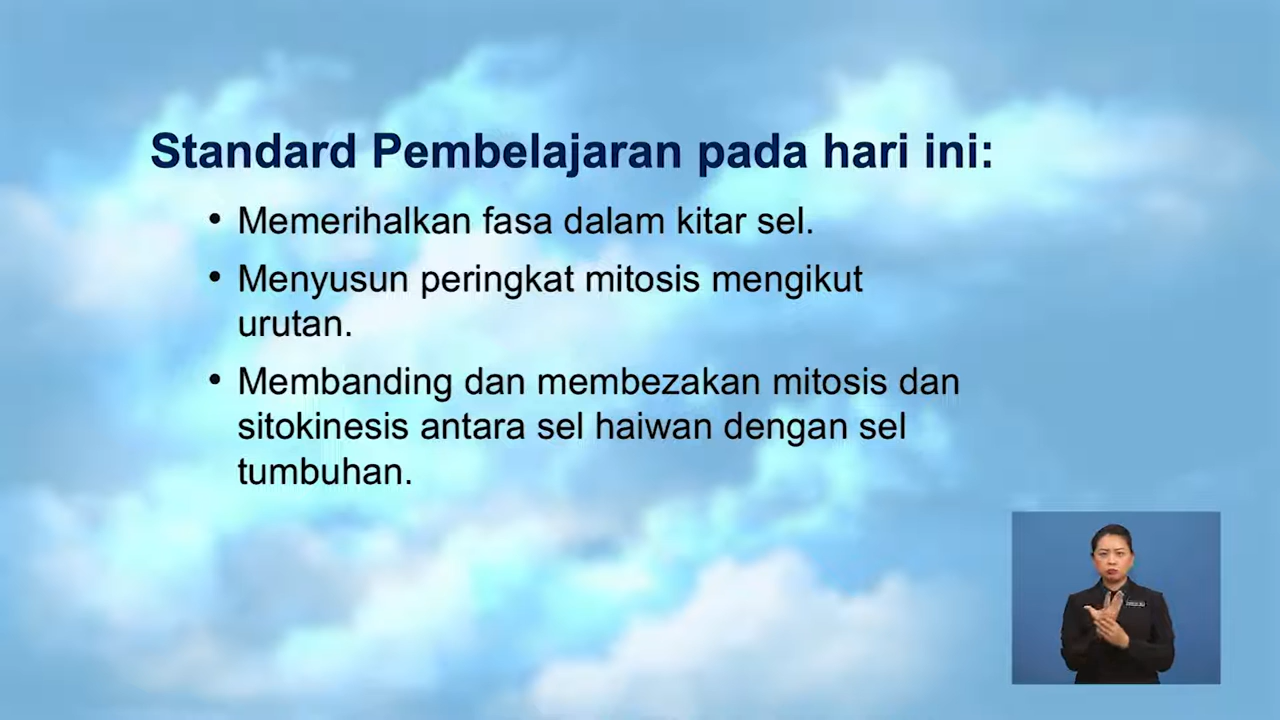 Standard Pembelajaran pada hari ini:
• Memerihalkan fasa dalam kitar sel.
• Menyusun peringkat mitosis mengikut
urutan.
• Membanding dan membezakan mitosis dan
sitokinesis antara sel haiwan dengan sel
tumbuhan.